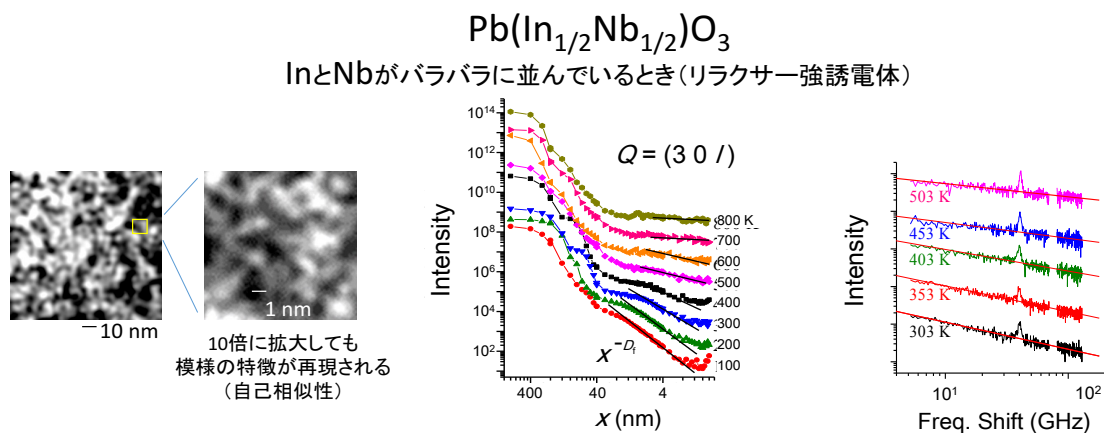 Pb(In1/2Nb1/2)O3
InとNbがバラバラに並んでいるとき（リラクサー強誘電体）
10 nm
1 nm
10倍に拡大しても
模様の特徴が再現される
（自己相似性）
Intensity
10^14
10^12
10^10
10^8
10^6
10^4
10^2
Q = (3 0 l)
800 K
700
600
500
400
300
200
100
x^-Df
400
40
4
x (nm)
Intensity
503 K
453 K
403 K
353 K
303 K
10^1
10^2
Freq. Shift (GHz)